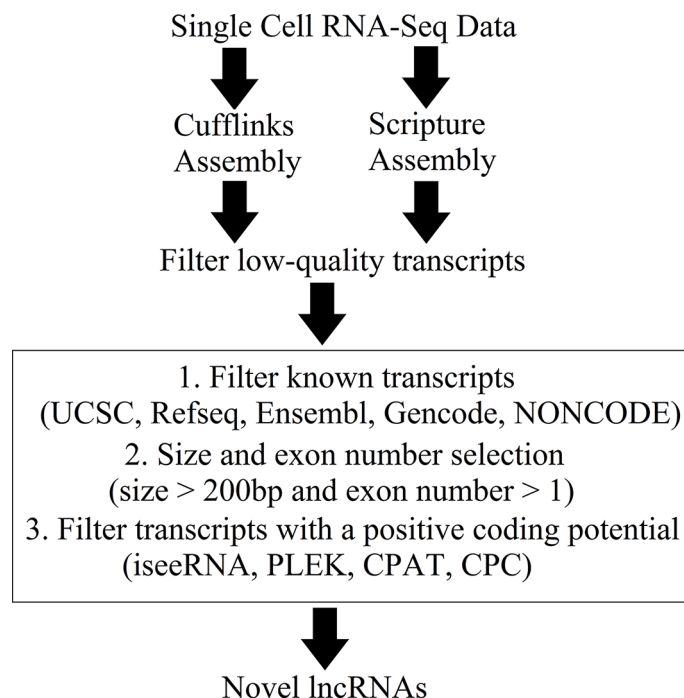 Single Cell RNA-Seq Data
Cufflinks
Assembly
Scripture
Assembly
Filter low-quality transcripts
1. Filter known transcripts
(UCSC, Refseq, Ensembl, Gencode, NONCODE)
2. Size and exon number selection
(size > 200bp and exon number > 1)
3. Filter transcripts with a positive coding potential
(iseeRNA, PLEK, CPAT, CPC)
Novel lncRNAs